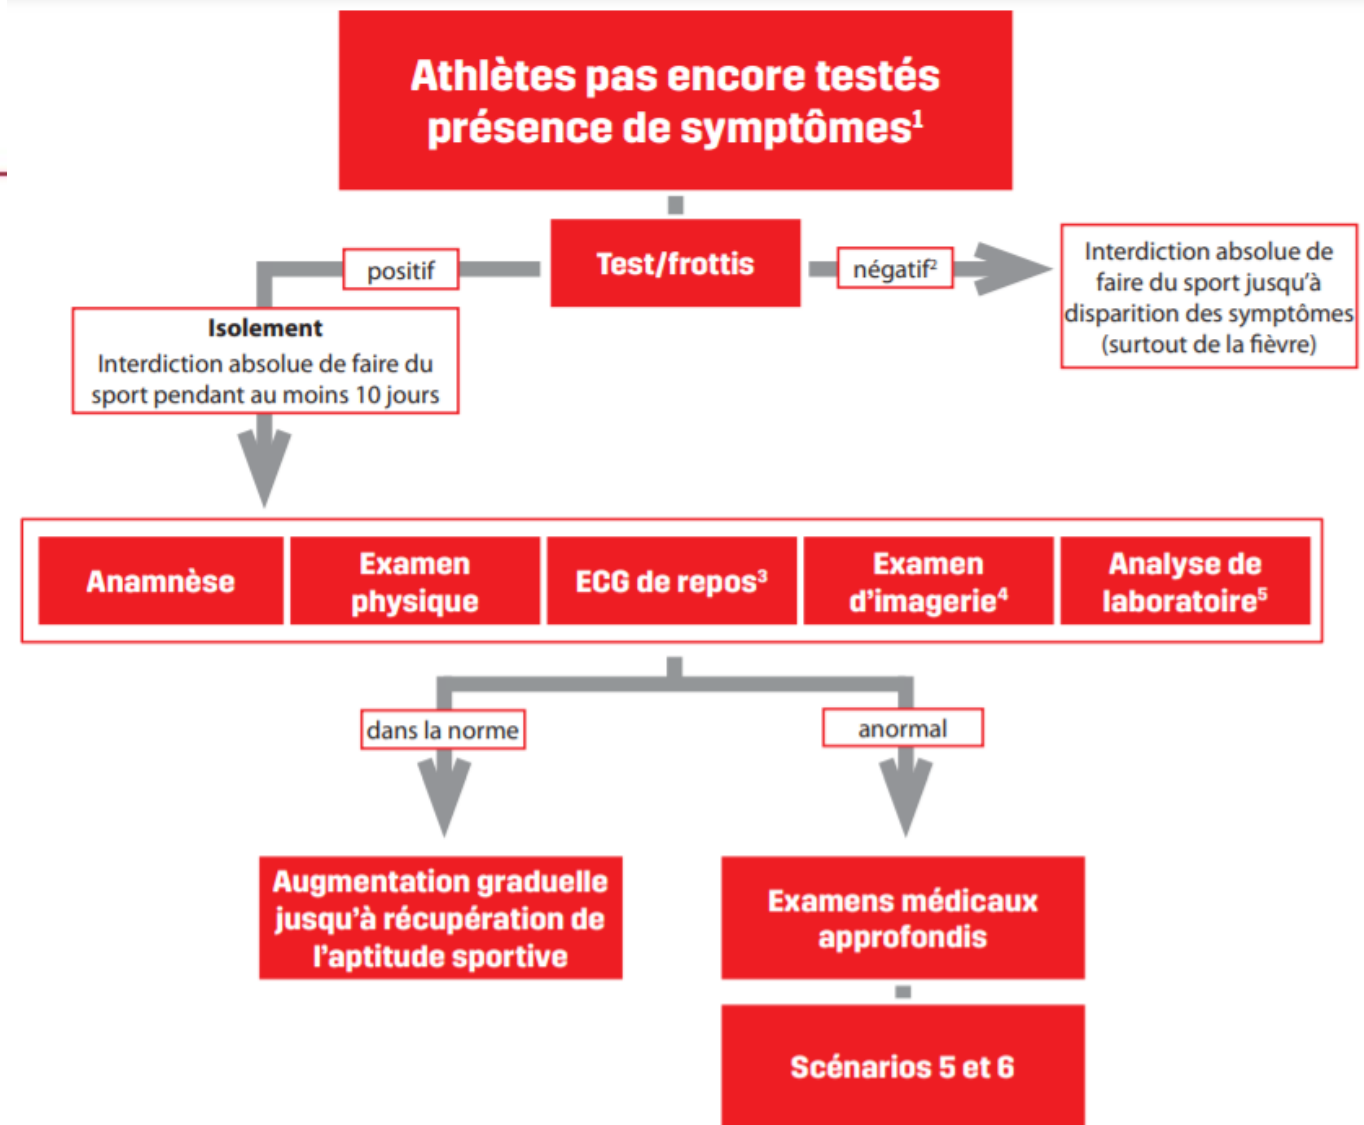 Athlètes pas encore testés
présence de symptômes¹
Test/frottis
positif
négatif²
Interdiction absolue de
faire du sport jusqu'à
disparition des symptômes
(surtout de la fièvre)
Isolement
Interdiction absolue de faire du
sport pendant au moins 10 jours
Anamnèse
Examen
physique
ECG de repos³
Examen
d'imagerie⁴
Analyse de
laboratoire⁵
dans la norme
anormal
Augmentation graduelle
jusqu'à récupération de
l'aptitude sportive
Examens médicaux
approfondis
Scénarios 5 et 6